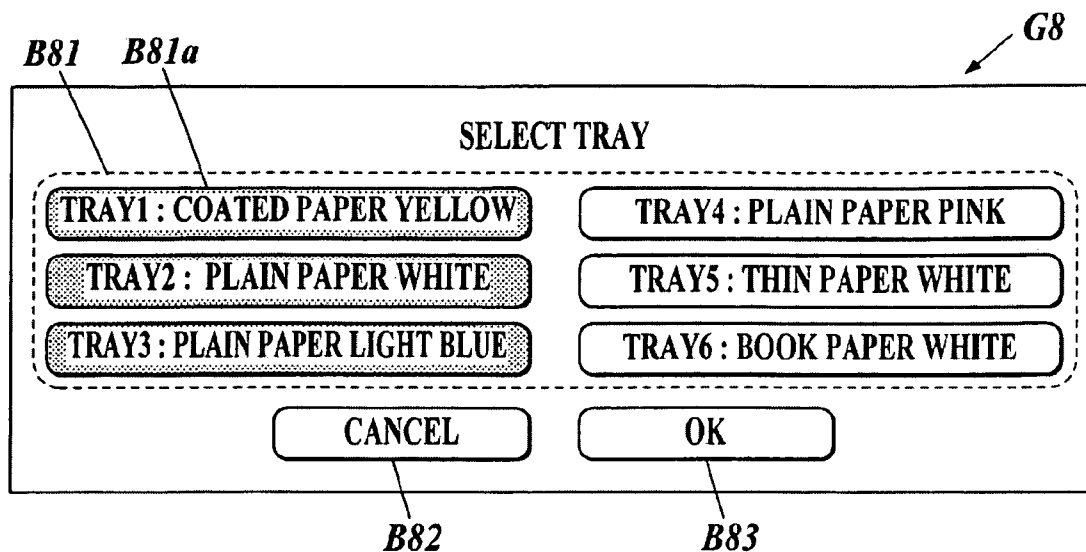 G8
B81 B81a
SELECT TRAY
TRAY1 : COATED PAPER YELLOW
TRAY4 : PLAIN PAPER PINK
TRAY2 : PLAIN PAPER WHITE
TRAY5 : THIN PAPER WHITE
TRAY3 : PLAIN PAPER LIGHT BLUE
TRAY6 : BOOK PAPER WHITE
CANCEL
OK
B82
B83